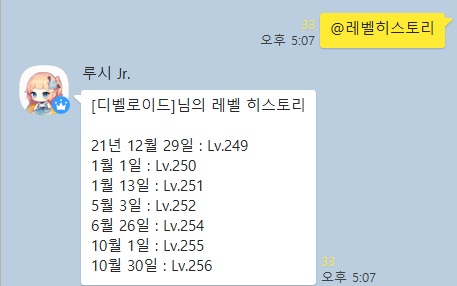 33
오후 5:07
@레벨히스토리
루시 Jr.
[디벨로이드]님의 레벨 히스토리
21년 12월 29일 : Lv.249
1월 1일 : Lv.250
1월 13일 : Lv.251
5월 3일 : Lv.252
6월 26일 : Lv.254
10월 1일 : Lv.255
10월 30일 : Lv.256
33
오후 5:07